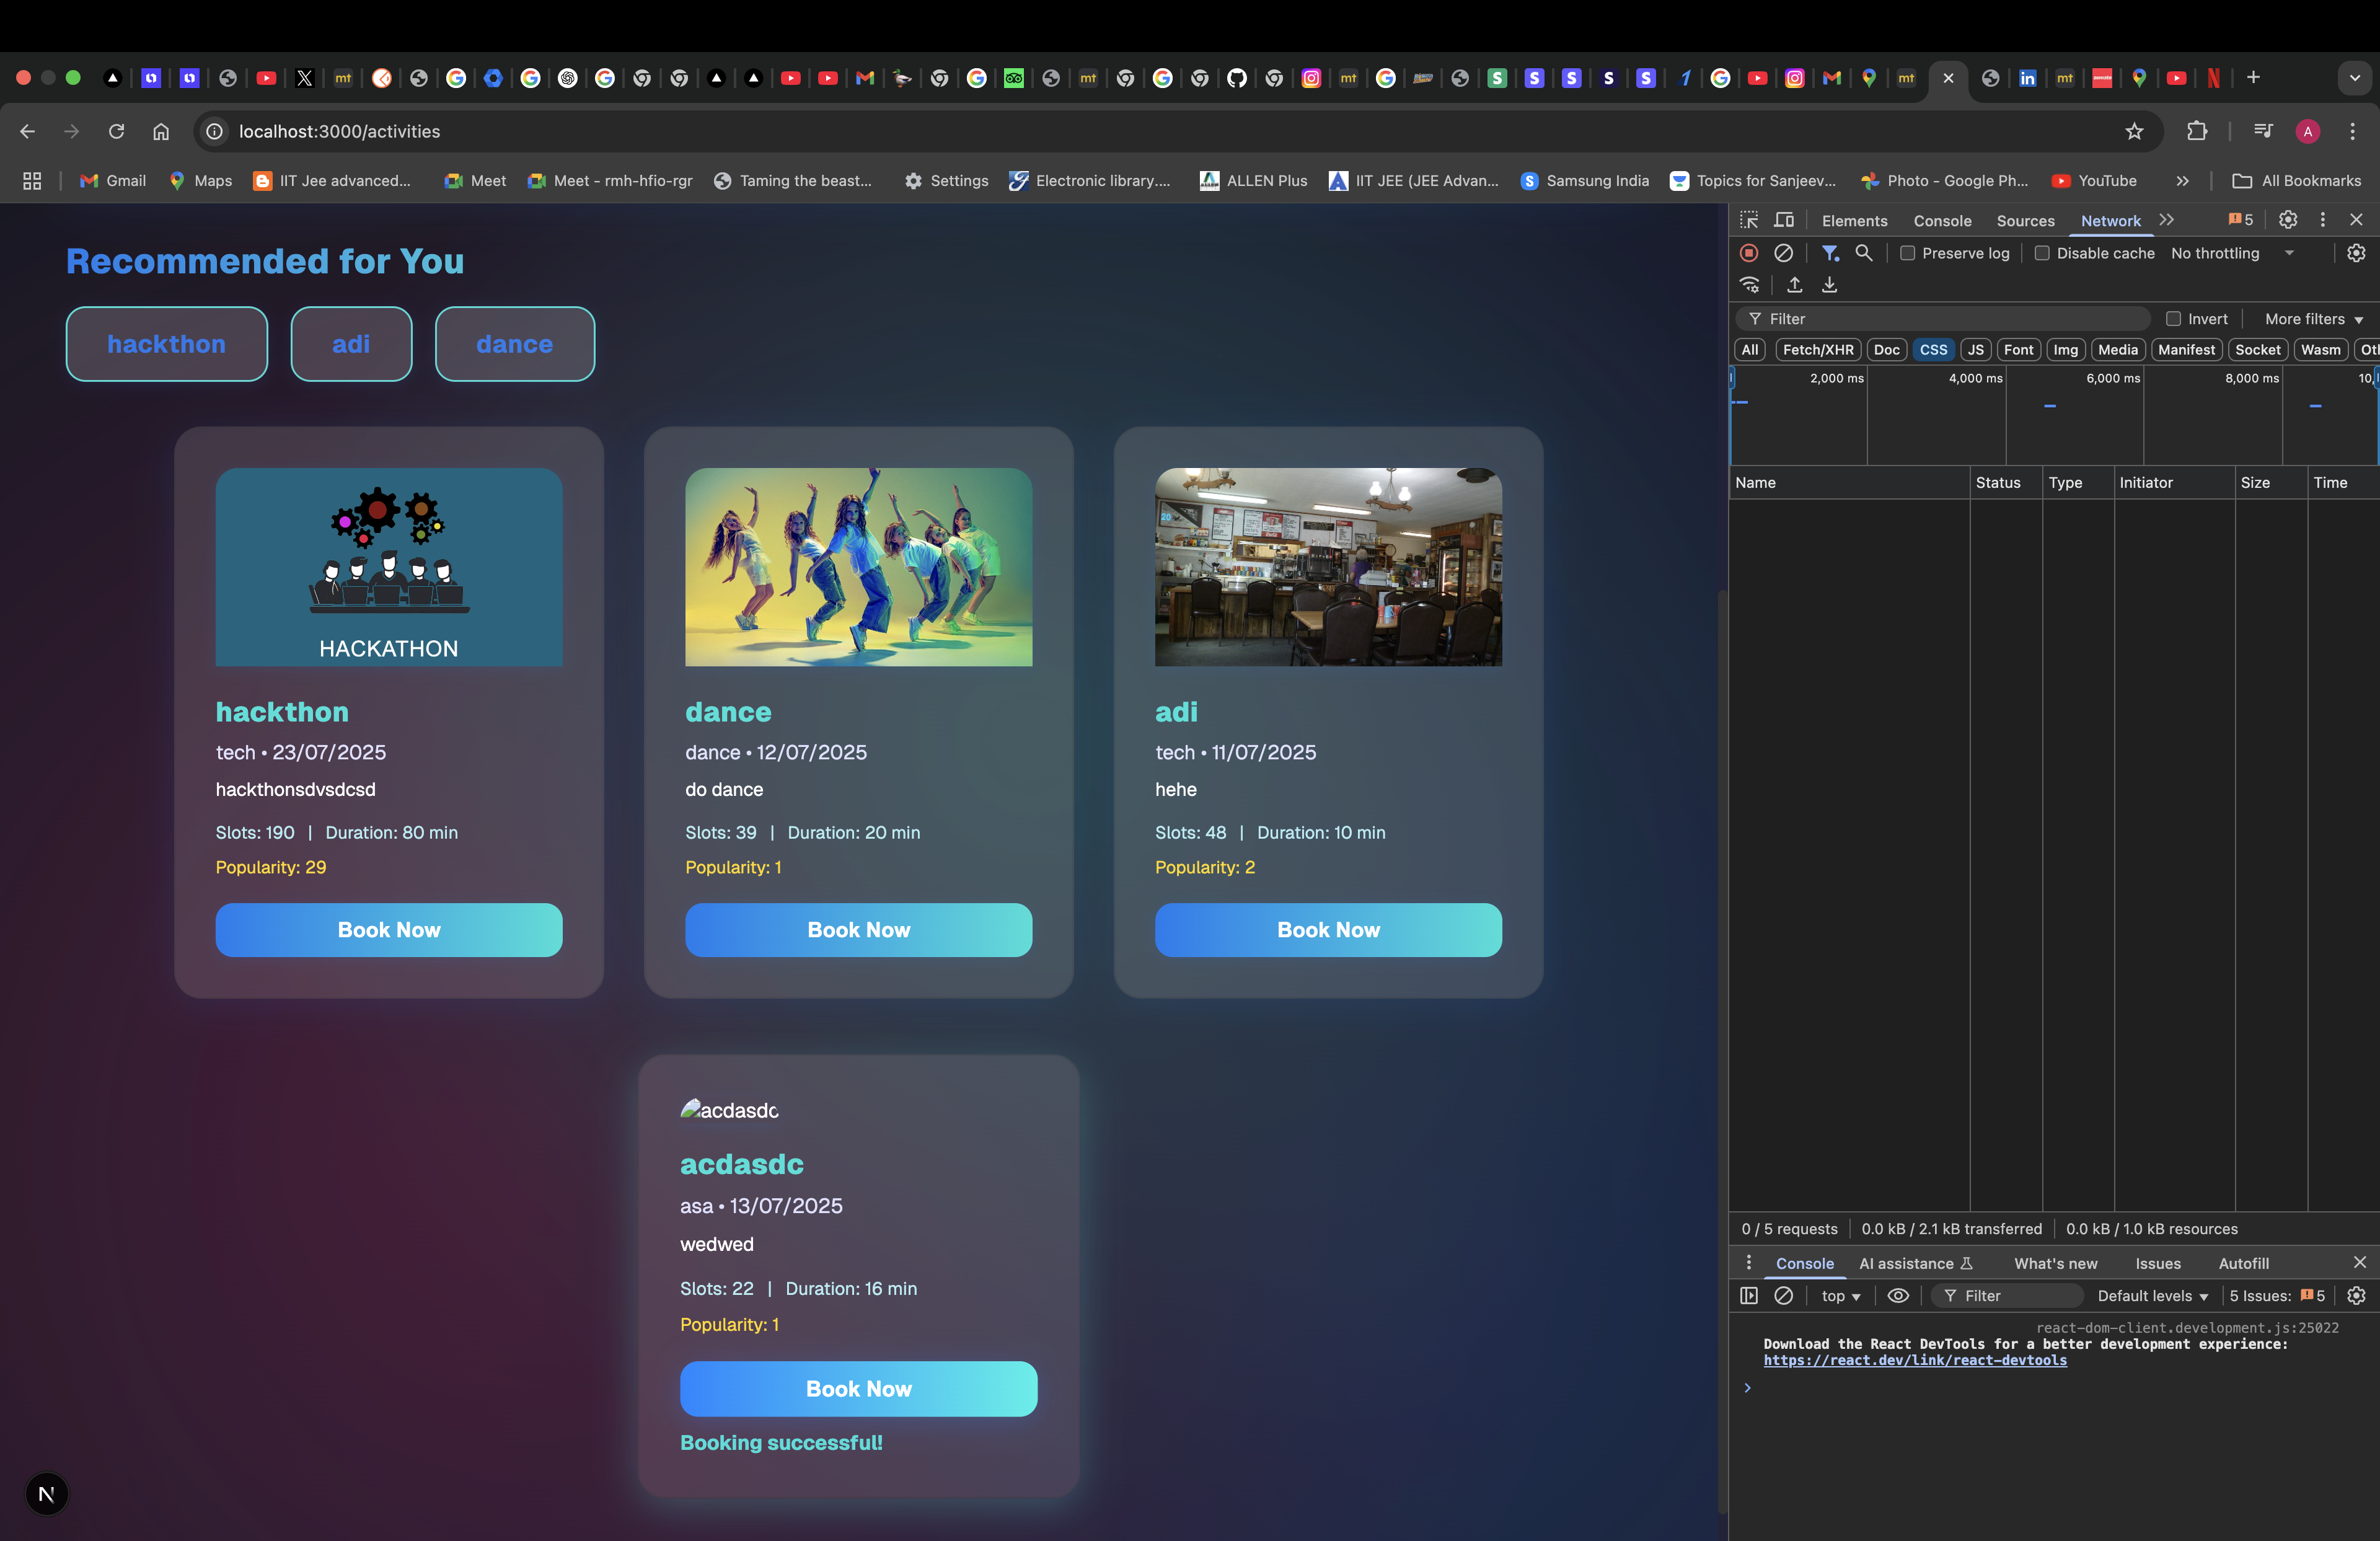 localhost:3000/activities
Gmail
Maps
IIT Jee advanced...
Meet
Meet - rmh-hfio-rgr
Taming the beast...
Settings
Electronic library....
ALLEN Plus
IIT JEE (JEE Advan...
Samsung India
Topics for Sanjeev...
Photo - Google Ph...
YouTube
All Bookmarks
Recommended for You
hackthon
adi
dance
HACKATHON
hackthon
tech • 23/07/2025
hackthonsdvsdcsd
Slots: 190 | Duration: 80 min
Popularity: 29
Book Now
dance
dance • 12/07/2025
do dance
Slots: 39 | Duration: 20 min
Popularity: 1
Book Now
adi
tech • 11/07/2025
hehe
Slots: 48 | Duration: 10 min
Popularity: 2
Book Now
acdasdc
acdasdc
asa • 13/07/2025
wedwed
Slots: 22 | Duration: 16 min
Popularity: 1
Book Now
Booking successful!
Elements Console Sources Network 5
Preserve log Disable cache No throttling
Filter Invert More filters
All Fetch/XHR Doc CSS JS Font Img Media Manifest Socket Wasm
2,000 ms 4,000 ms 6,000 ms 8,000 ms
Name Status Type Initiator Size Time
0 / 5 requests 0.0 kB / 2.1 kB transferred 0.0 kB / 1.0 kB resources
Console AI assistance What's new Issues Autofill
top Filter Default levels 5 Issues: 5
react-dom-client.development.js:25022
Download the React DevTools for a better development experience:
https://react.dev/link/react-devtools